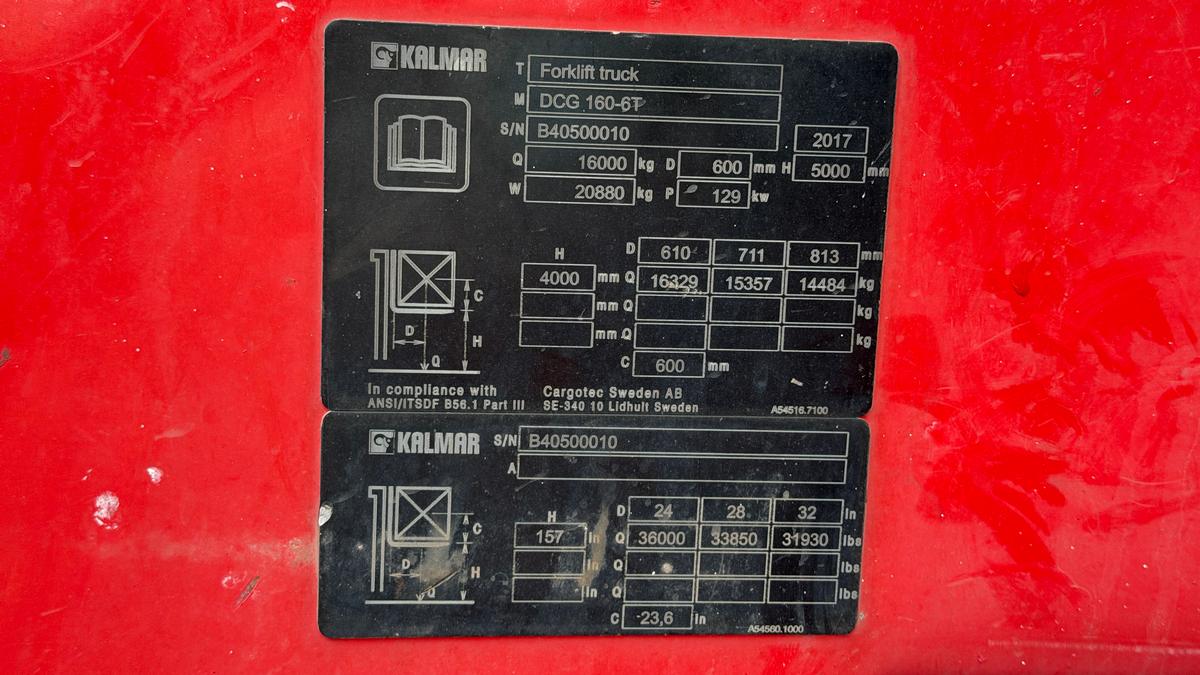 KALMAR
T Forklift truck
M DCG 160-6T
S/N B40500010 2017
Q 16000 kg D 600 mm H 5000 mm
W 20880 kg P 129 kw
H D 610 711 813 mm
4000 mm Q 16329 15357 14484 kg
mm Q kg
mm Q kg
C 600 mm
C
D H
Q
In compliance with Cargotec Sweden AB
ANSI/ITSDF B56.1 Part III SE-340 10 Lidhult Sweden A54516.7100
KALMAR S/N B40500010
A
H D 24 28 32 in
157 in Q 36000 33850 31930 lbs
in Q lbs
in Q lbs
C 23,6 in
C
D H
Q
A54560.1000